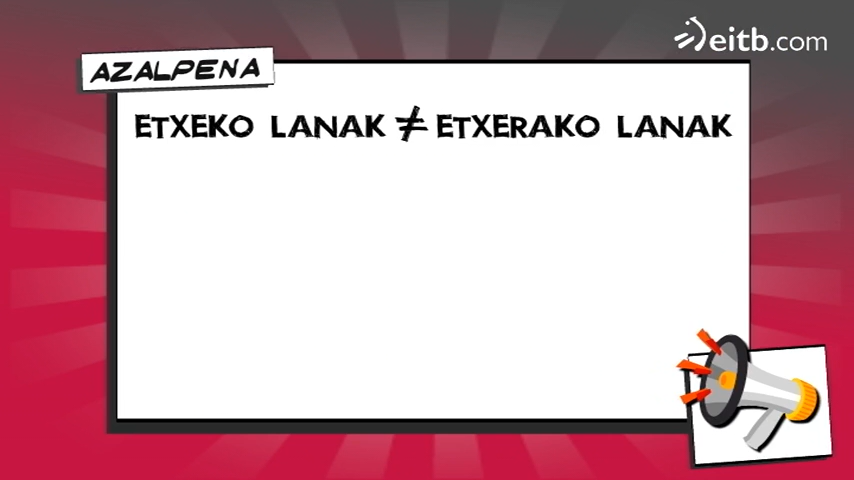 eitb.com
AZALPENA
ETXEKO LANAK ≠ ETXERAKO LANAK